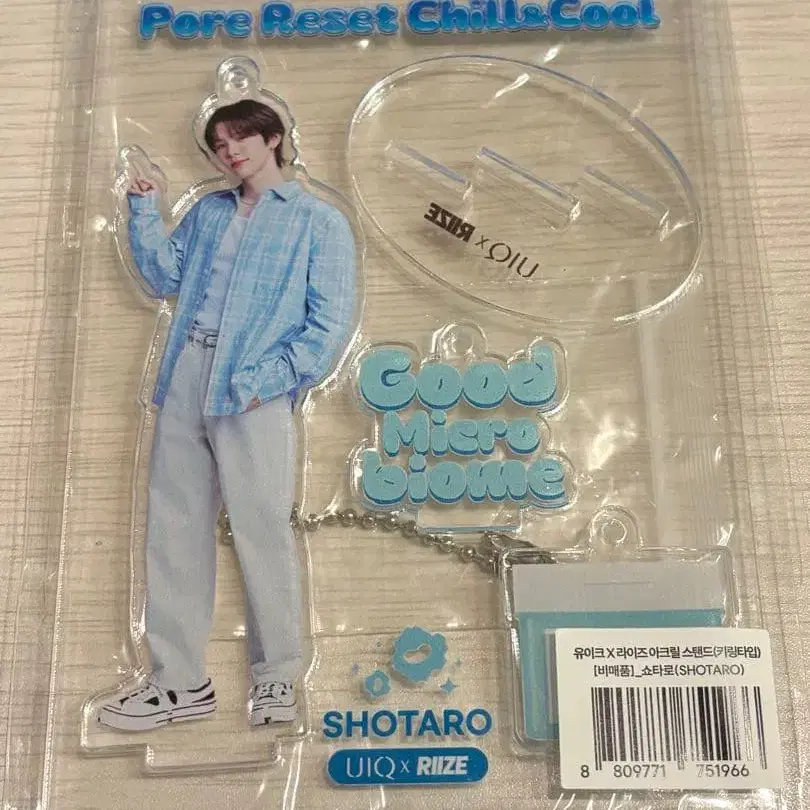 Pore Reset Chill&Cool
UIQ x RIIZE
Good
Micro
biome
SHOTARO
UIQ x RIIZE
유이크 X 라이즈 아크릴 스탠드(키링타입)
[비매품]_쇼타로(SHOTARO)
8 809771 751966